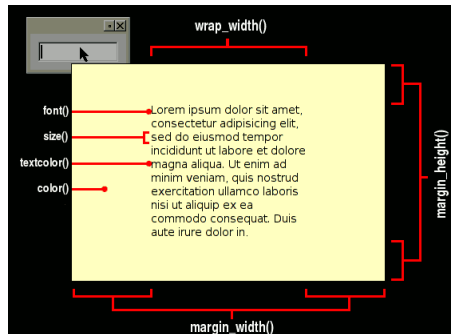 wrap_width()
font()
size()
textcolor()
color()
Lorem ipsum dolor sit amet,
consectetur adipisicing elit,
sed do eiusmod tempor
incididunt ut labore et dolore
magna aliqua. Ut enim ad
minim veniam, quis nostrud
exercitation ullamco laboris
nisi ut aliquip ex ea
commodo consequat. Duis
aute irure dolor in.
margin_height()
margin_width()